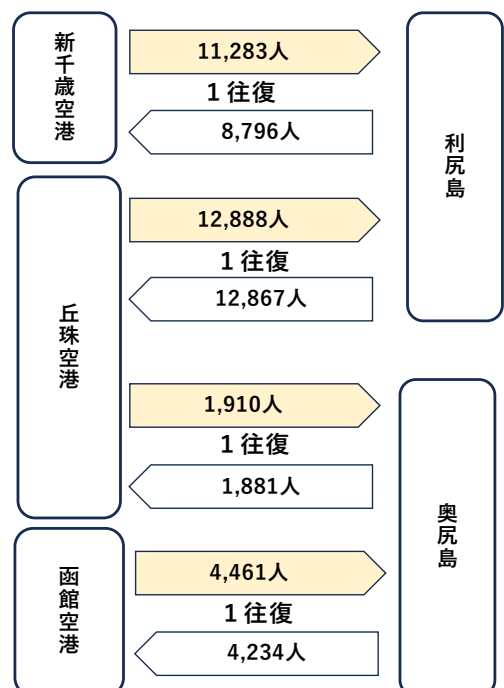 新千歳空港
11,283人
1 往復
8,796人
利尻島
丘珠空港
12,888人
1 往復
12,867人
1,910人
1 往復
1,881人
奥尻島
函館空港
4,461人
1 往復
4,234人